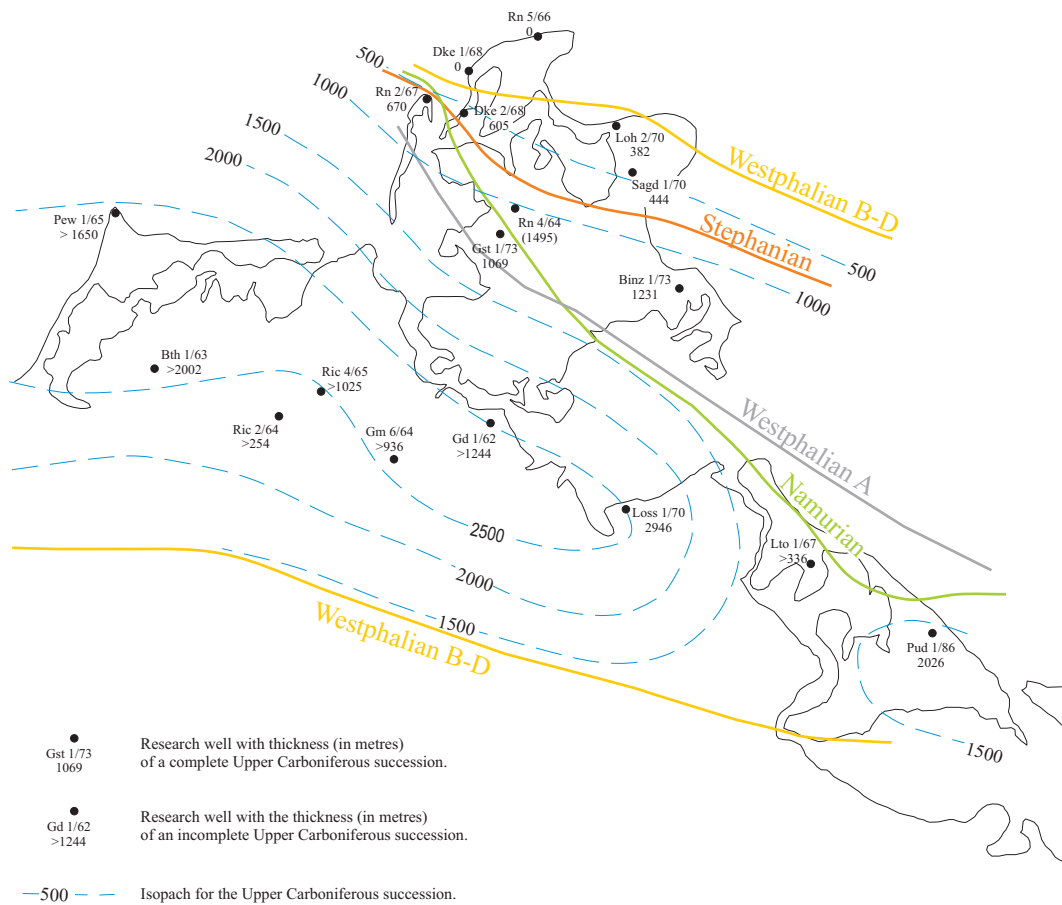 Rn 5/66
0
Dke 1/68
0
500
Rn 2/67
670
1000
Dke 2/68
605
1500
Loh 2/70
382
2000
Westphalian B-D
Sagd 1/70
444
Pew 1/65
> 1650
Rn 4/64
(1495)
Stephanian
Gst 1/73
1069
500
Binz 1/73
1231
1000
Bth 1/63
>2002
Ric 4/65
>1025
Ric 2/64
>254
Gm 6/64
>936
Gd 1/62
>1244
Westphalian A
Namurian
Loss 1/70
2946
2500
Lto 1/67
>336
2000
1500
Westphalian B-D
Pud 1/86
2026
1500
Gst 1/73
1069
Research well with thickness (in metres)
of a complete Upper Carboniferous succession.
Gd 1/62
>1244
Research well with the thickness (in metres)
of an incomplete Upper Carboniferous succession.
500
Isopach for the Upper Carboniferous succession.